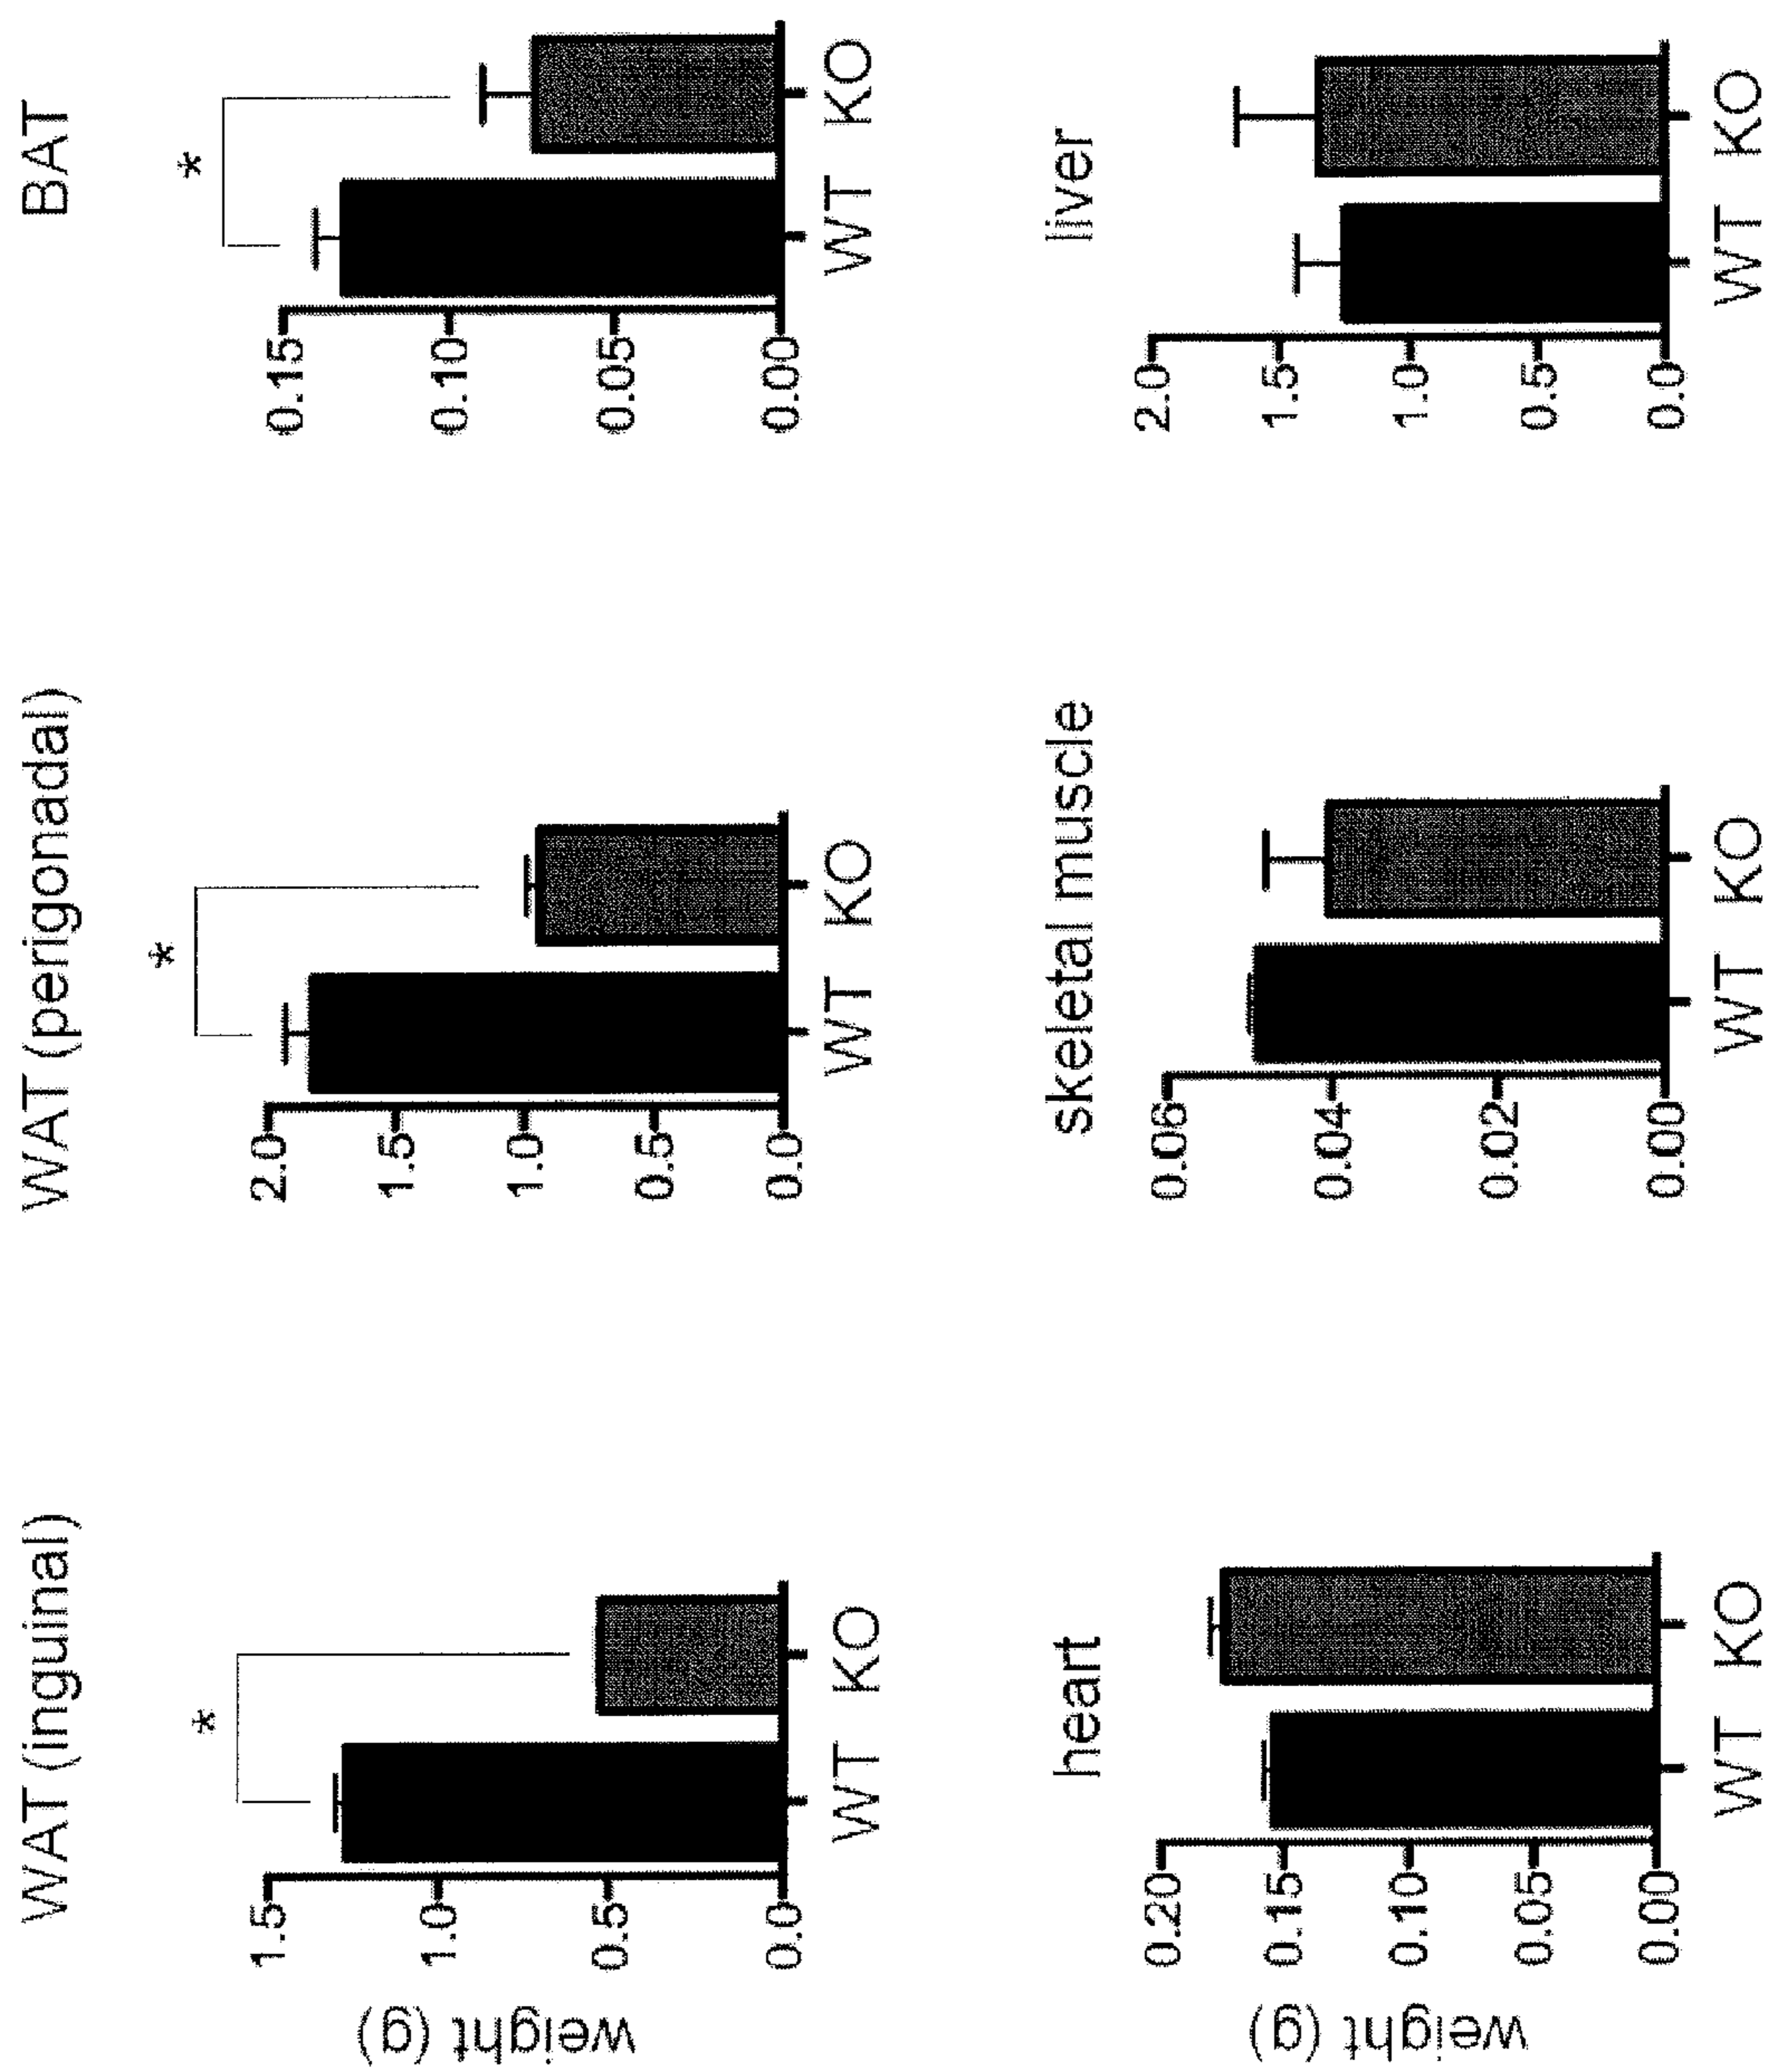 WAT (inguinal)
*
weight (g)
1.5
1.0
0.5
0.0
WT KO
WAT (perigonadal)
*
2.0
1.5
1.0
0.5
0.0
WT KO
BAT
*
0.15
0.10
0.05
0.00
WT KO
heart
weight (g)
0.20
0.15
0.10
0.05
0.00
WT KO
skeletal muscle
0.06
0.04
0.02
0.00
WT KO
liver
2.0
1.5
1.0
0.5
0.0
WT KO